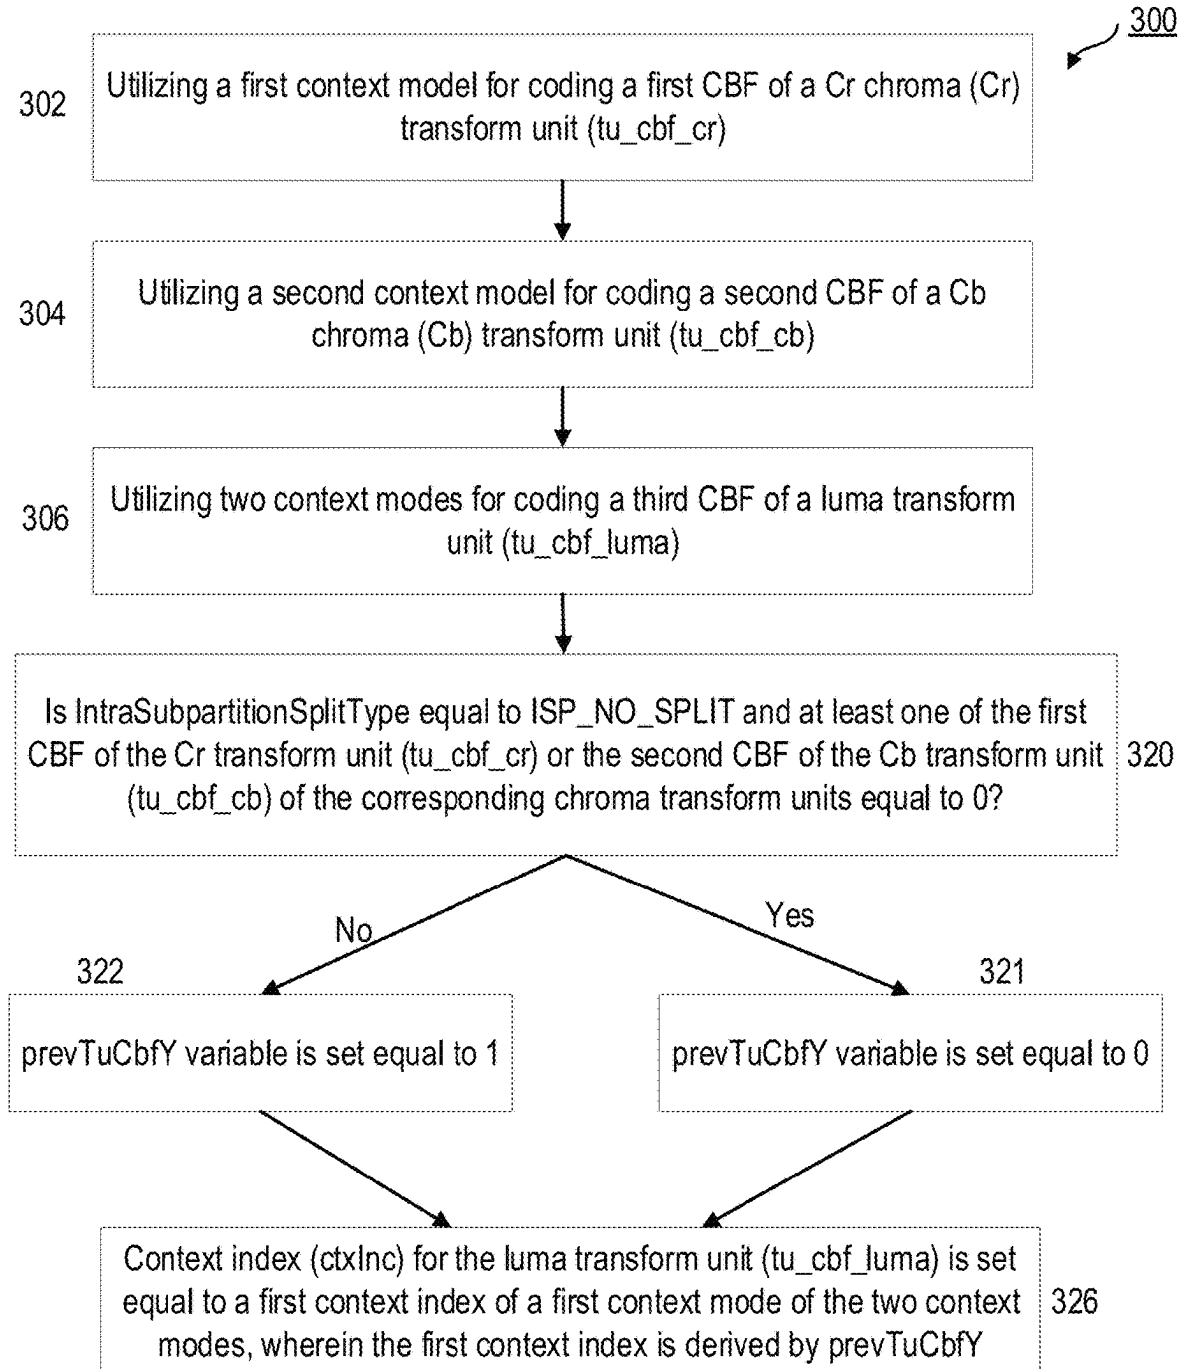 300
302
Utilizing a first context model for coding a first CBF of a Cr chroma (Cr)
transform unit (tu_cbf_cr)
304
Utilizing a second context model for coding a second CBF of a Cb
chroma (Cb) transform unit (tu_cbf_cb)
306
Utilizing two context modes for coding a third CBF of a luma transform
unit (tu_cbf_luma)
Is IntraSubpartitionSplitType equal to ISP_NO_SPLIT and at least one of the first
CBF of the Cr transform unit (tu_cbf_cr) or the second CBF of the Cb transform unit
(tu_cbf_cb) of the corresponding chroma transform units equal to 0?
320
No
Yes
322
prevTuCbfY variable is set equal to 1
321
prevTuCbfY variable is set equal to 0
Context index (ctxInc) for the luma transform unit (tu_cbf_luma) is set
equal to a first context index of a first context mode of the two context
modes, wherein the first context index is derived by prevTuCbfY
326